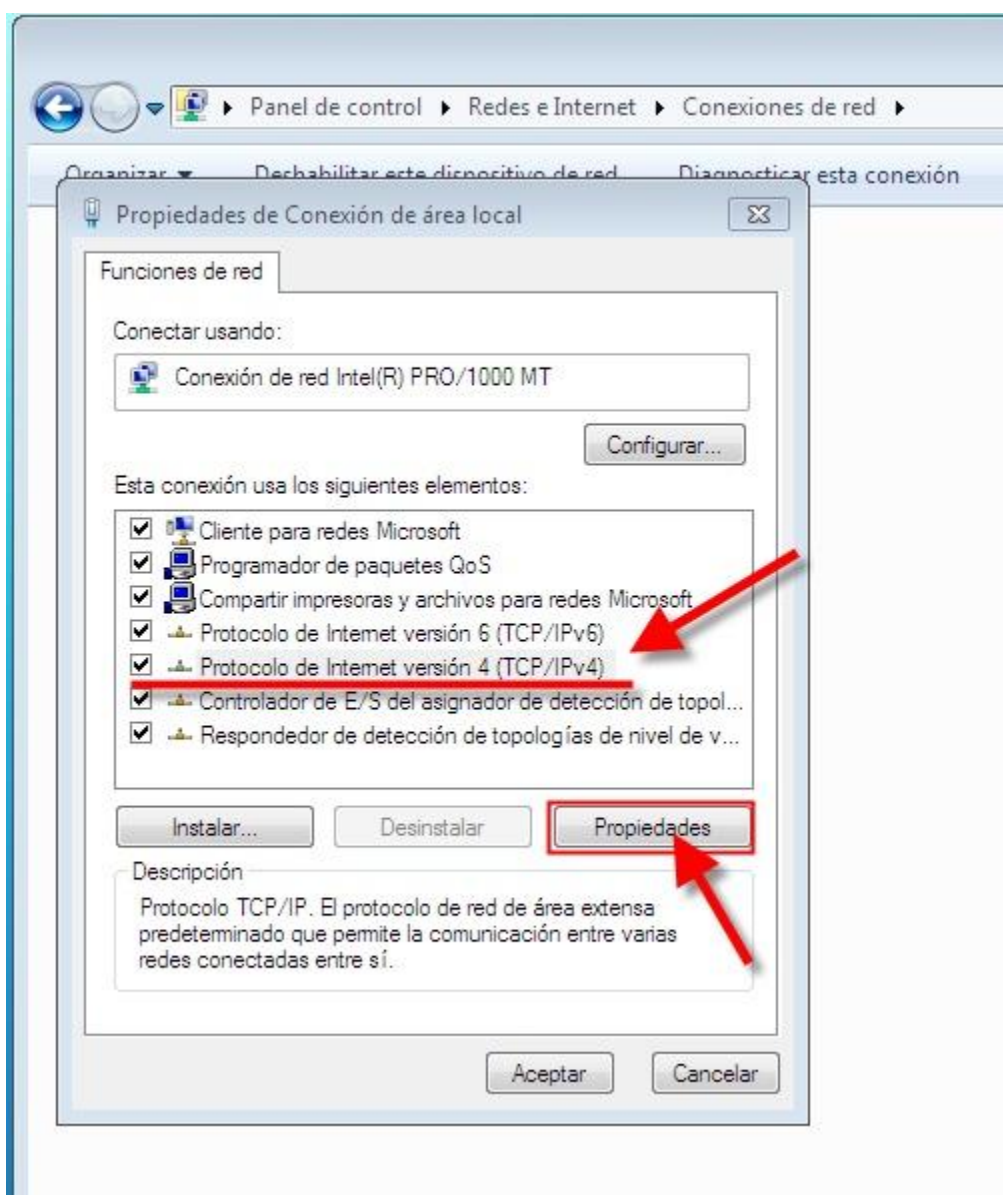 Panel de control ▸ Redes e Internet ▸ Conexiones de red ▸
Organizar Deshabilitar este dispositivo de red Diagnosticar esta conexión
Propiedades de Conexión de área local
Funciones de red
Conectar usando:
Conexión de red Intel(R) PRO/1000 MT
Configurar...
Esta conexión usa los siguientes elementos:
Cliente para redes Microsoft
Programador de paquetes QoS
Compartir impresoras y archivos para redes Microsoft
Protocolo de Internet versión 6 (TCP/IPv6)
Protocolo de Internet versión 4 (TCP/IPv4)
Controlador de E/S del asignador de detección de topol...
Respondedor de detección de topologías de nivel de v...
Instalar... Desinstalar Propiedades
Descripción
Protocolo TCP/IP. El protocolo de red de área extensa
predeterminado que permite la comunicación entre varias
redes conectadas entre sí.
Aceptar Cancelar